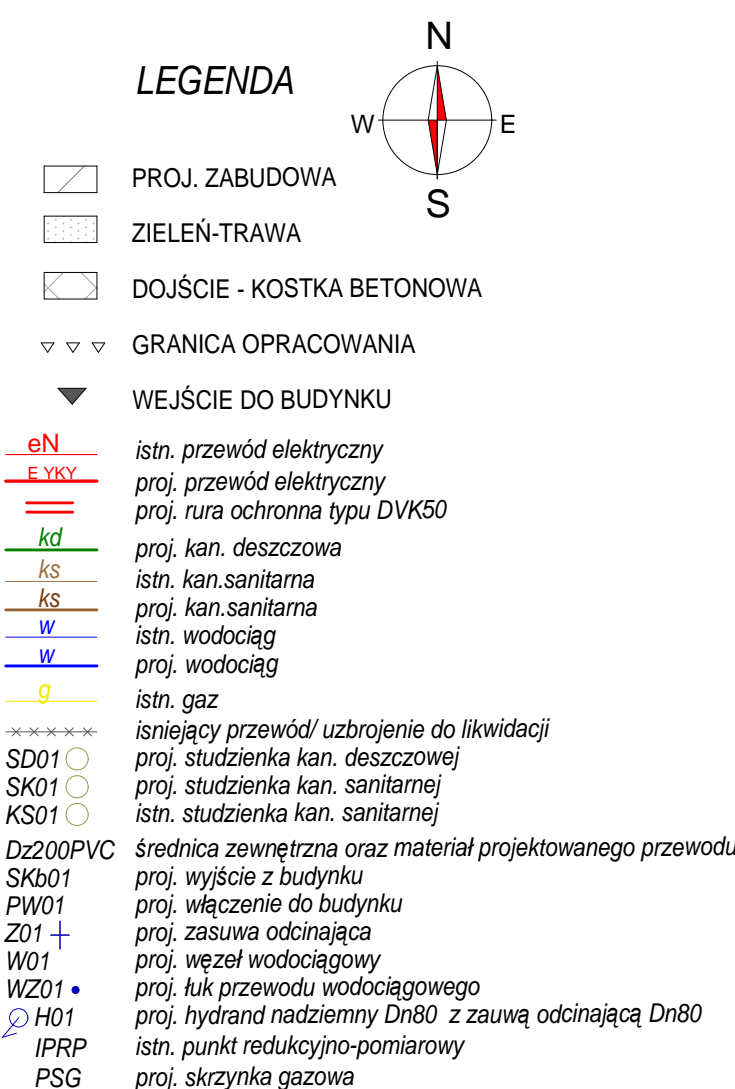 N
LEGENDA
W E
S
PROJ. ZABUDOWA
ZIELEŃ-TRAWA
DOJŚCIE - KOSTKA BETONOWA
GRANICA OPRACOWANIA
WEJŚCIE DO BUDYNKU
eN istn. przewód elektryczny
E YKY proj. przewód elektryczny
proj. rura ochronna typu DVK50
kd proj. kan. deszczowa
ks istn. kan.sanitarna
ks proj. kan.sanitarna
w istn. wodociąg
w proj. wodociąg
g istn. gaz
isniejący przewód/ uzbrojenie do likwidacji
SD01 proj. studzienka kan. deszczowej
SK01 proj. studzienka kan. sanitarnej
KS01 istn. studzienka kan. sanitarnej
Dz200PVC średnica zewnętrzna oraz materiał projektowanego przewodu
SKb01 proj. wyjście z budynku
PW01 proj. włączenie do budynku
Z01 proj. zasuwa odcinająca
W01 proj. węzeł wodociągowy
WZ01 proj. łuk przewodu wodociągowego
H01 proj. hydrand nadziemny Dn80 z zauwą odcinającą Dn80
IPRP istn. punkt redukcyjno-pomiarowy
PSG proj. skrzynka gazowa